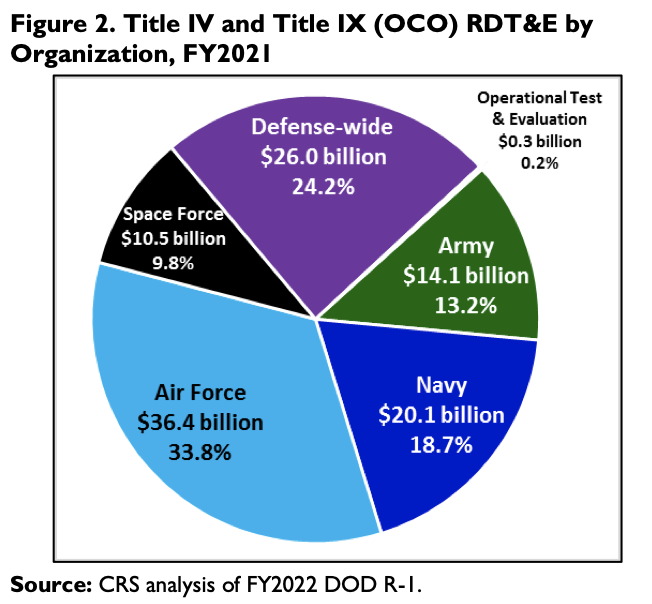 Figure 2. Title IV and Title IX (OCO) RDT&E by
Organization, FY2021
Operational Test
& Evaluation
$0.3 billion
0.2%
Defense-wide
$26.0 billion
24.2%
Space Force
$10.5 billion
9.8%
Army
$14.1 billion
13.2%
Air Force
$36.4 billion
33.8%
Navy
$20.1 billion
18.7%
Source: CRS analysis of FY2022 DOD R-1.